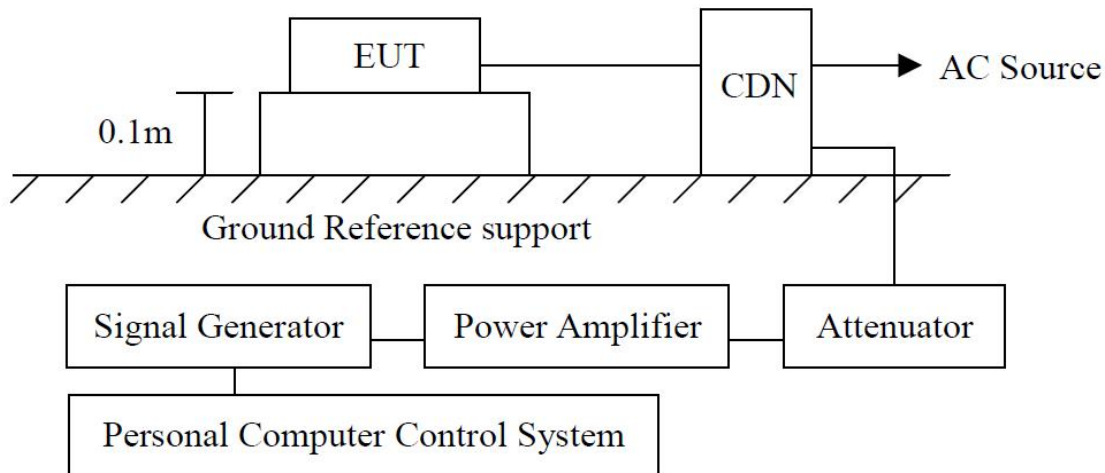 EUT
CDN
AC Source
0.1m
Ground Reference support
Signal Generator
Power Amplifier
Attenuator
Personal Computer Control System